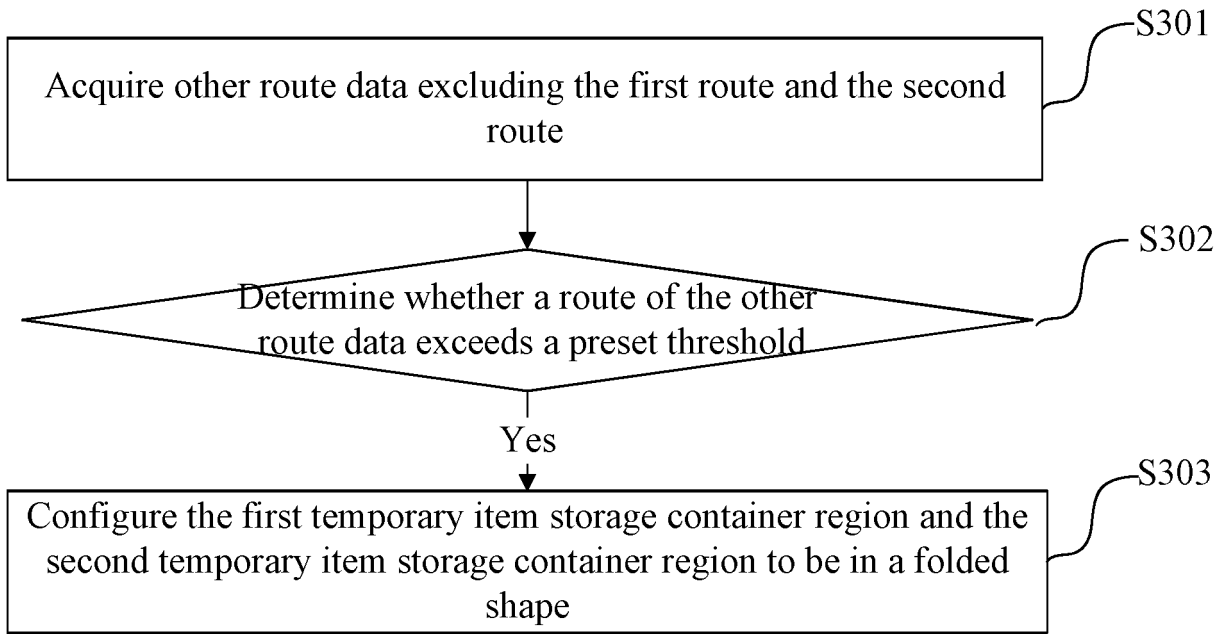 S301
Acquire other route data excluding the first route and the second
route
S302
Determine whether a route of the other
route data exceeds a preset threshold
Yes
S303
Configure the first temporary item storage container region and the
second temporary item storage container region to be in a folded
shape